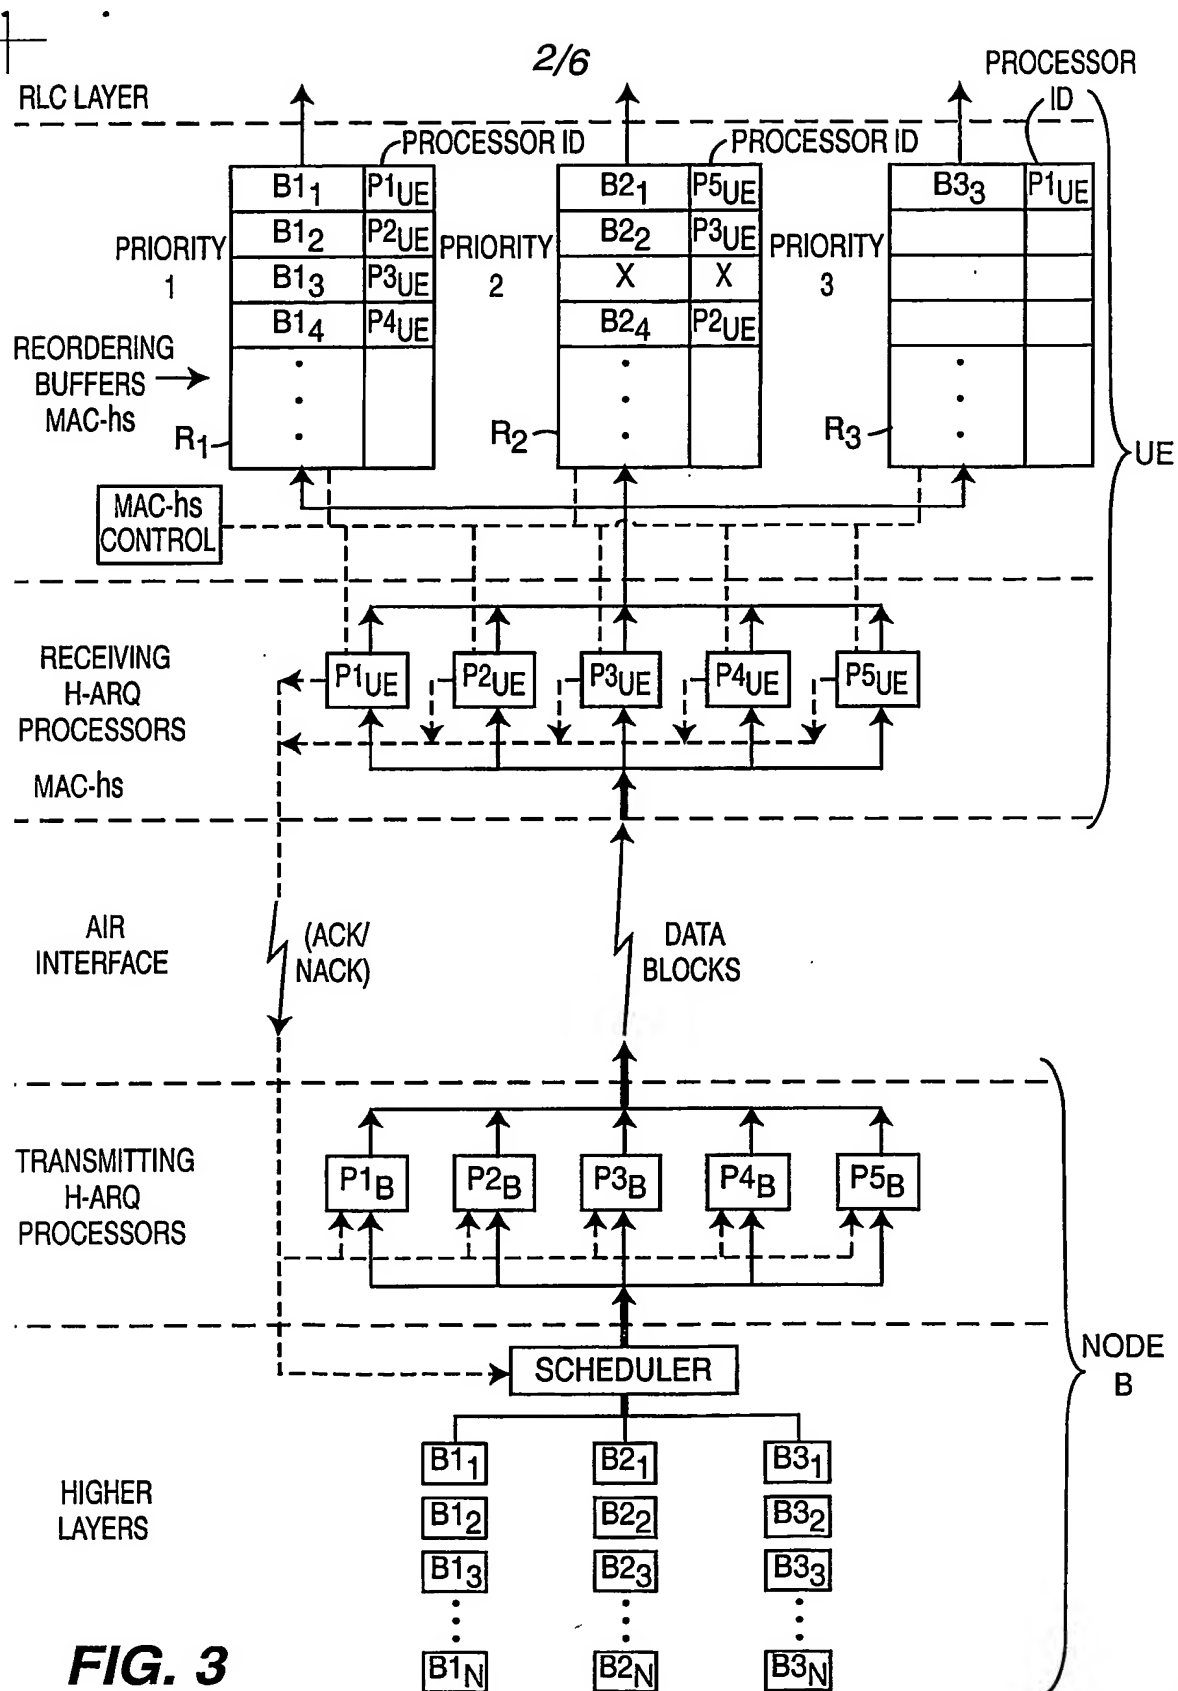 2/6
PROCESSOR
ID
RLC LAYER
PROCESSOR ID
PROCESSOR ID
B1₁ P1UE
B1₂ P2UE
B1₃ P3UE
B1₄ P4UE
PRIORITY
1
B2₁ P5UE
B2₂ P3UE
X X
B2₄ P2UE
PRIORITY
2
B3₃ P1UE
PRIORITY
3
REORDERING
BUFFERS
MAC-hs
R₁
R₂
R₃
UE
MAC-hs
CONTROL
RECEIVING
H-ARQ
PROCESSORS
MAC-hs
P1UE P2UE P3UE P4UE P5UE
AIR
INTERFACE
(ACK/
NACK)
DATA
BLOCKS
TRANSMITTING
H-ARQ
PROCESSORS
P1B P2B P3B P4B P5B
SCHEDULER
NODE
B
HIGHER
LAYERS
B1₁ B2₁ B3₁
B1₂ B2₂ B3₂
B1₃ B2₃ B3₃
B1N B2N B3N
FIG. 3